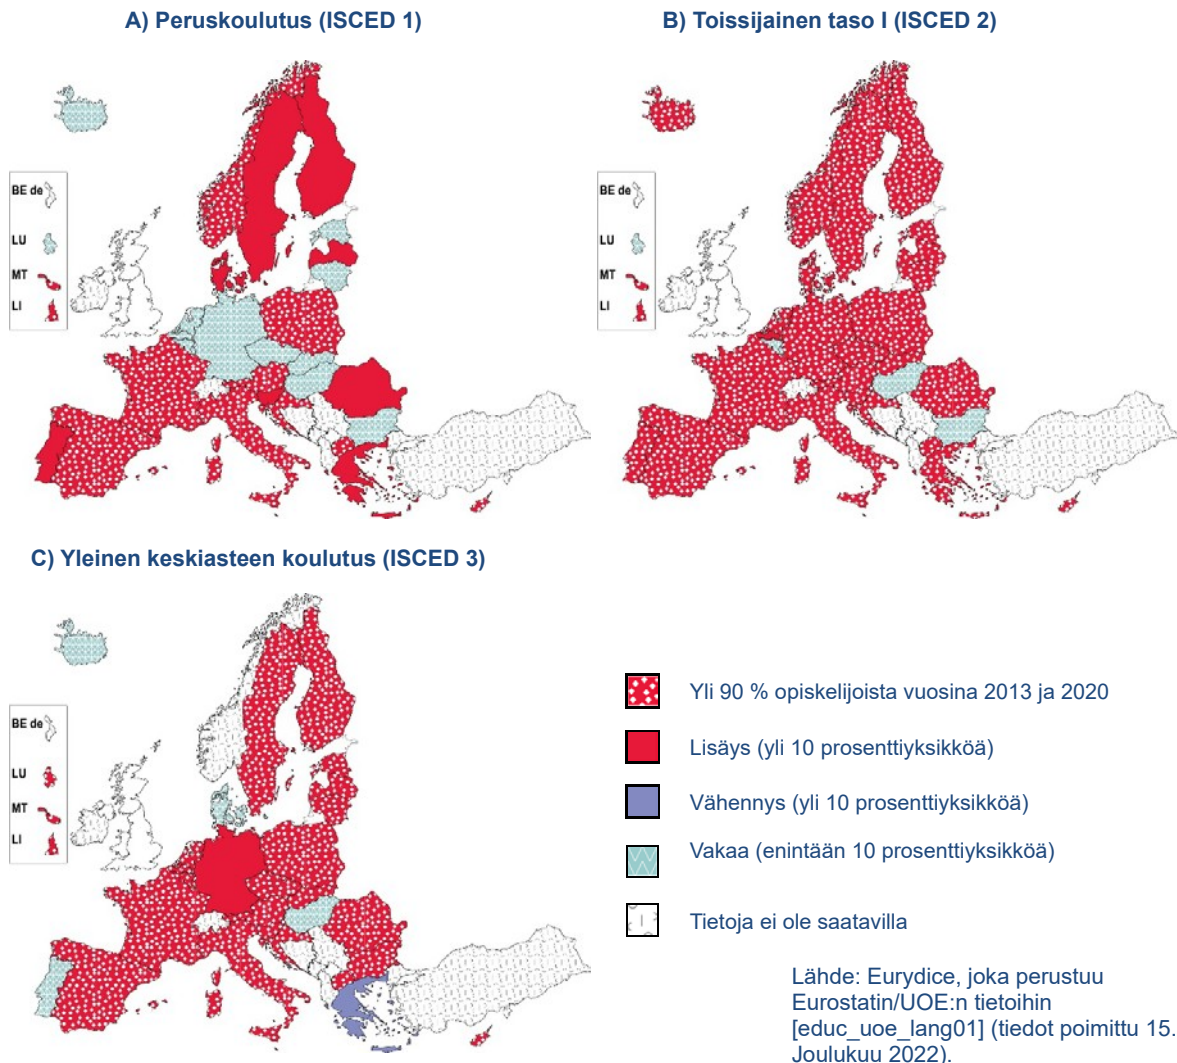 A) Peruskoulutus (ISCED 1)
B) Toissijainen taso I (ISCED 2)
BE de
LU
MT
LI
BE de
LU
MT
LI
C) Yleinen keskiasteen koulutus (ISCED 3)
BE de
LU
MT
LI
Yli 90 % opiskelijoista vuosina 2013 ja 2020
Lisäys (yli 10 prosenttiyksikköä)
Vähennys (yli 10 prosenttiyksikköä)
Vakaa (enintään 10 prosenttiyksikköä)
Tietoja ei ole saatavilla
Lähde: Eurydice, joka perustuu
Eurostatin/UOE:n tietoihin
[educ_uoe_lang01] (tiedot poimittu 15.
Joulukuu 2022).